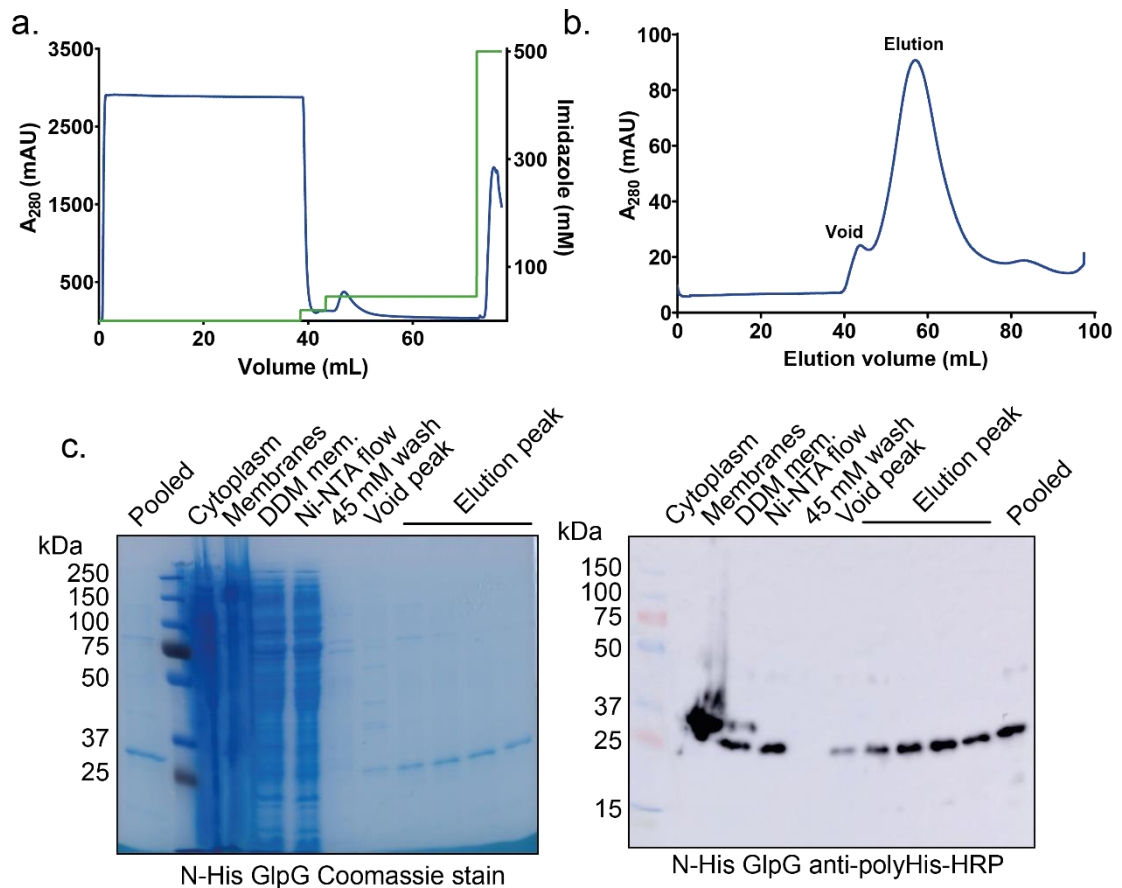 a.
3500
2500
1500
500
A280 (mAU)
0
20
40
60
Volume (mL)
500
300
100
Imidazole (mM)
b.
100
80
60
40
20
0
A280 (mAU)
Void
Elution
0
20
40
60
80
100
Elution volume (mL)
c.
Pooled
Cytoplasm
Membranes
DDM mem.
Ni-NTA flow
45 mM wash
Void peak
Elution peak
kDa
250
150
100
75
50
37
25
N-His GlpG Coomassie stain
Cytoplasm
Membranes
DDM mem.
Ni-NTA flow
45 mM wash
Void peak
Elution peak
Pooled
kDa
150
100
75
50
37
25
15
N-His GlpG anti-polyHis-HRP